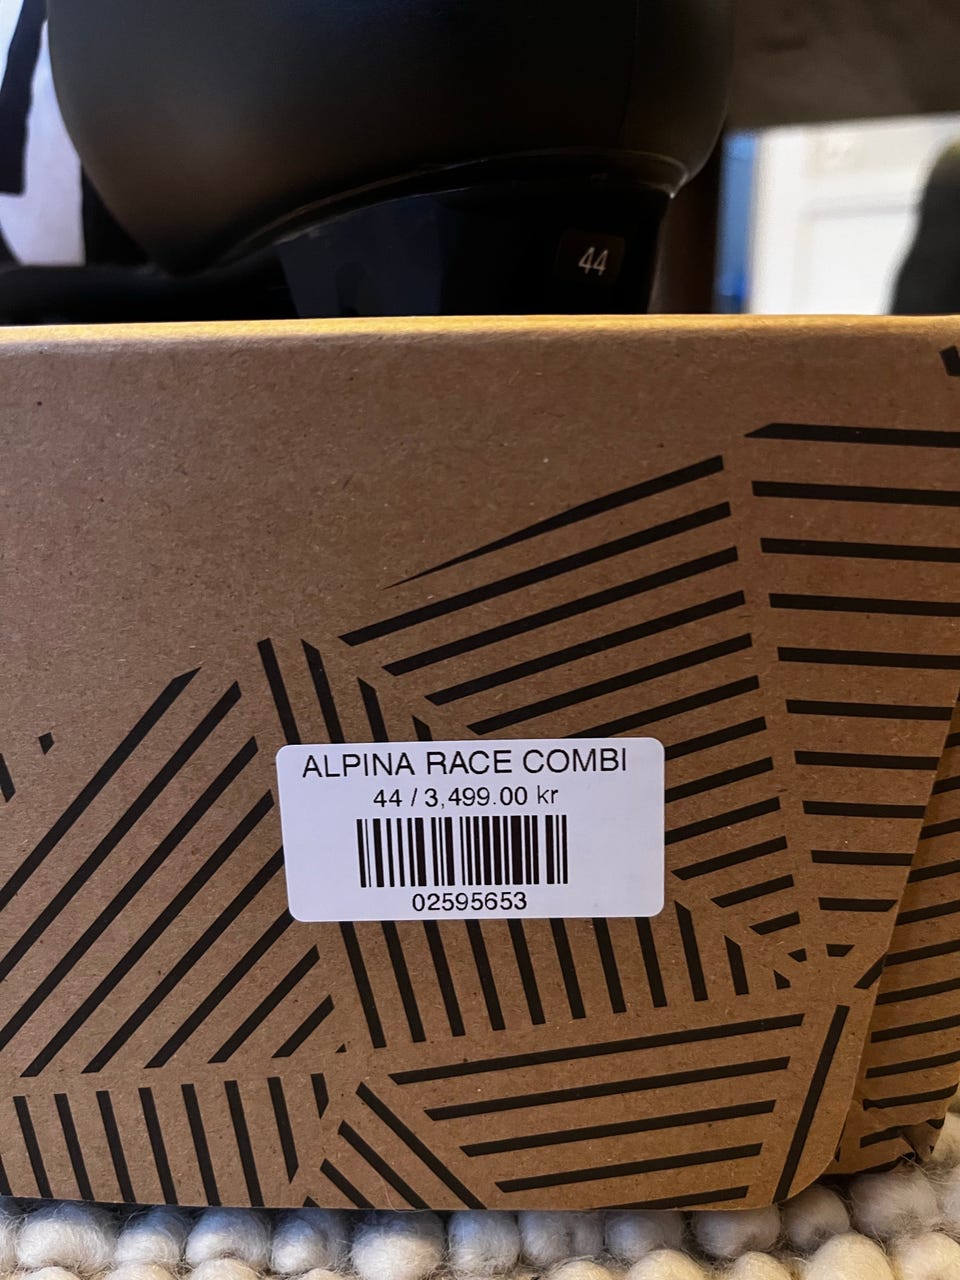 44
ALPINA RACE COMBI
44 / 3,499.00 kr
02595653